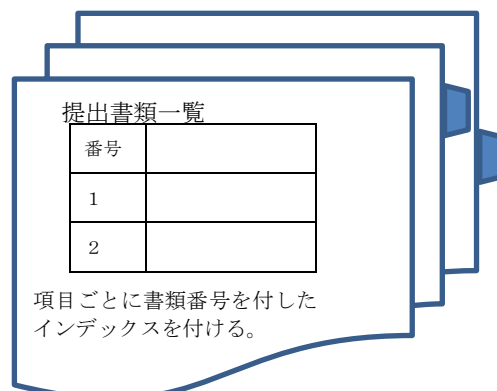 提出書類一覧
番号
１
２
項目ごとに書類番号を付した
インデックスを付ける。